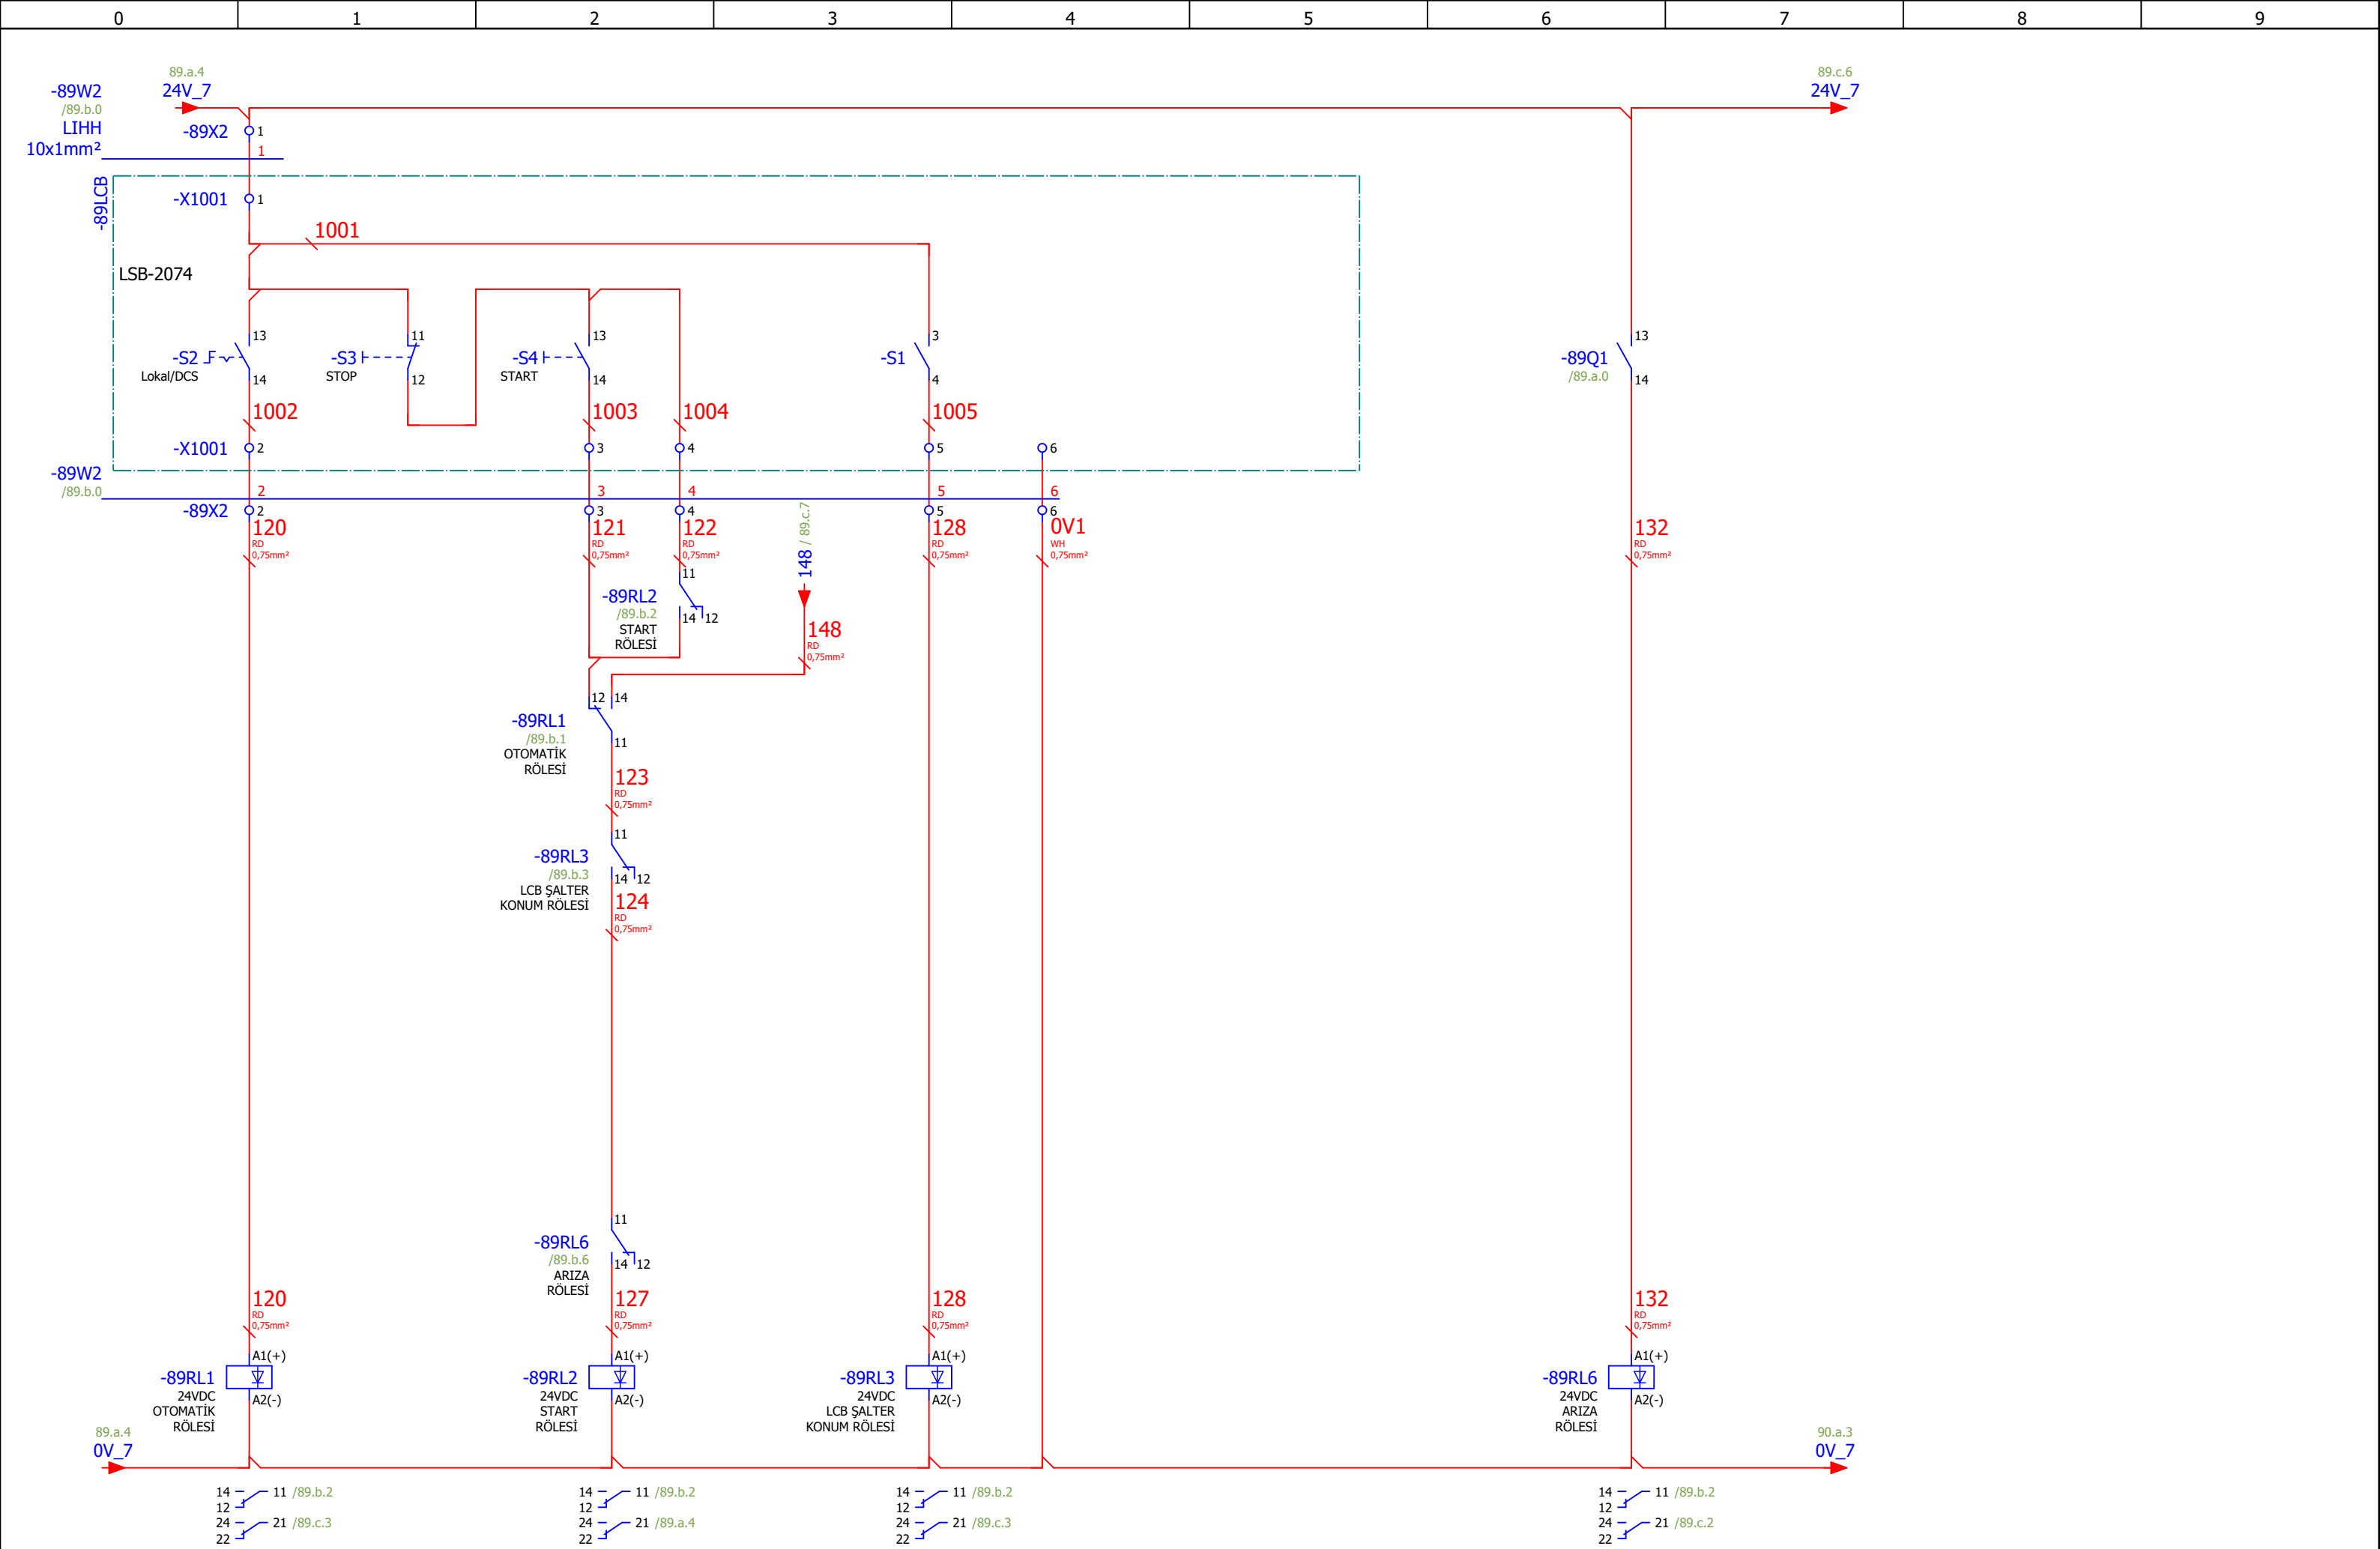 0 1 2 3 4 5 6 7 8 9
89.a.4
24V_7
89.c.6
24V_7
-89W2
/89.b.0
LIHH
10x1mm²
-89X2 1
1
-89LCB
-X1001 1
1001
LSB-2074
13 11 13 3 13
-S2
Lokal/DCS
-S3
STOP
-S4
START
-S1
-89Q1
/89.a.0
14 12 14 4 14
1002 1003 1004 1005
-X1001 2 3 4 5 6
-89W2
/89.b.0
2 3 4 5 6
-89X2 2 3 4 5 6
120
RD
0,75mm²
121
RD
0,75mm²
122
RD
0,75mm²
148 / 89.c.7
128
RD
0,75mm²
0V1
WH
0,75mm²
132
RD
0,75mm²
11
-89RL2
/89.b.2
START
RÖLESİ
14 12
148
RD
0,75mm²
12 14
-89RL1
/89.b.1
OTOMATİK
RÖLESİ
11
123
RD
0,75mm²
11
-89RL3
/89.b.3
LCB ŞALTER
KONUM RÖLESİ
14 12
124
RD
0,75mm²
11
-89RL6
/89.b.6
ARIZA
RÖLESİ
14 12
120
RD
0,75mm²
127
RD
0,75mm²
128
RD
0,75mm²
132
RD
0,75mm²
A1(+) A1(+) A1(+) A1(+)
-89RL1
24VDC
OTOMATİK
RÖLESİ
A2(-)
-89RL2
24VDC
START
RÖLESİ
A2(-)
-89RL3
24VDC
LCB ŞALTER
KONUM RÖLESİ
A2(-)
-89RL6
24VDC
ARIZA
RÖLESİ
A2(-)
89.a.4
0V_7
90.a.3
0V_7
14 11 /89.b.2
12
24 21 /89.c.3
22
14 11 /89.b.2
12
24 21 /89.a.4
22
14 11 /89.b.2
12
24 21 /89.c.3
22
14 11 /89.b.2
12
24 21 /89.c.2
22